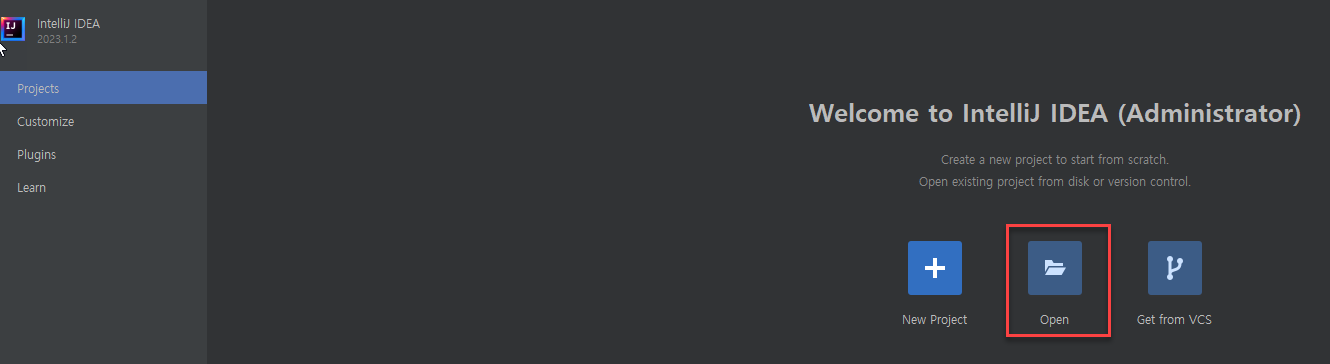 IJ
IntelliJ IDEA
2023.1.2
Projects
Customize
Plugins
Learn
Welcome to IntelliJ IDEA (Administrator)
Create a new project to start from scratch.
Open existing project from disk or version control.
New Project
Open
Get from VCS